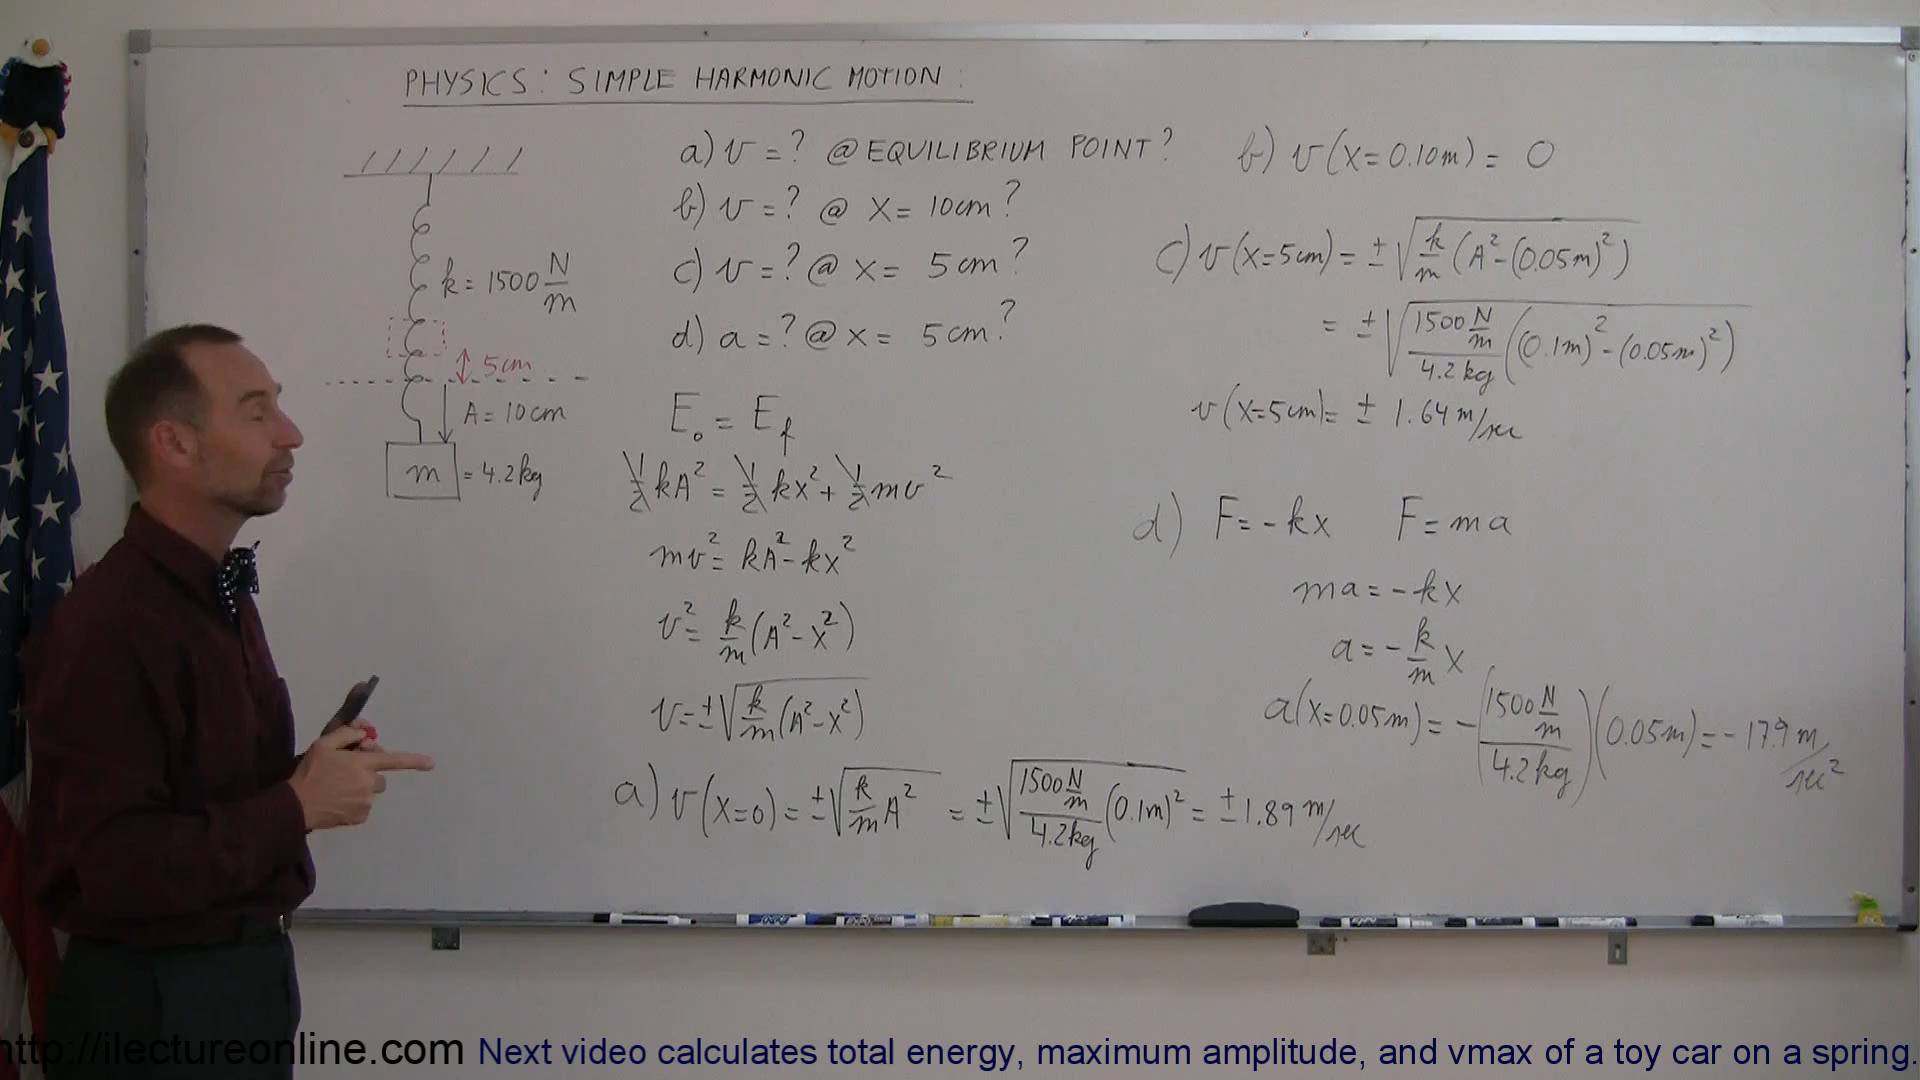 PHYSICS: SIMPLE HARMONIC MOTION:
k = 1500 N/m
5cm
A = 10cm
m = 4.2kg
a) v = ? @ EQUILIBRIUM POINT?
b) v = ? @ x = 10cm?
c) v = ? @ x = 5cm?
d) a = ? @ x = 5cm?
E₀ = E_f
½kA² = ½kx² + ½mv²
mv² = kA² - kx²
v² = k/m (A² - x²)
v = ±√(k/m (A² - x²))
a) v(x=0) = ±√(k/m A²) = ±√(1500 N/m / 4.2kg (0.1m)²) = ±1.89 m/sec
b) v(x=0.10m) = 0
c) v(x=5cm) = ±√(k/m (A² - (0.05m)²))
= ±√(1500 N/m / 4.2kg ((0.1m)² - (0.05m)²))
v(x=5cm) = ± 1.64 m/sec
d) F = -kx F = ma
ma = -kx
a = - k/m x
a(x=0.05m) = -(1500 N/m / 4.2kg)(0.05m) = -17.9 m/sec²
http://ilectureonline.com Next video calculates total energy, maximum amplitude, and vmax of a toy car on a spring.